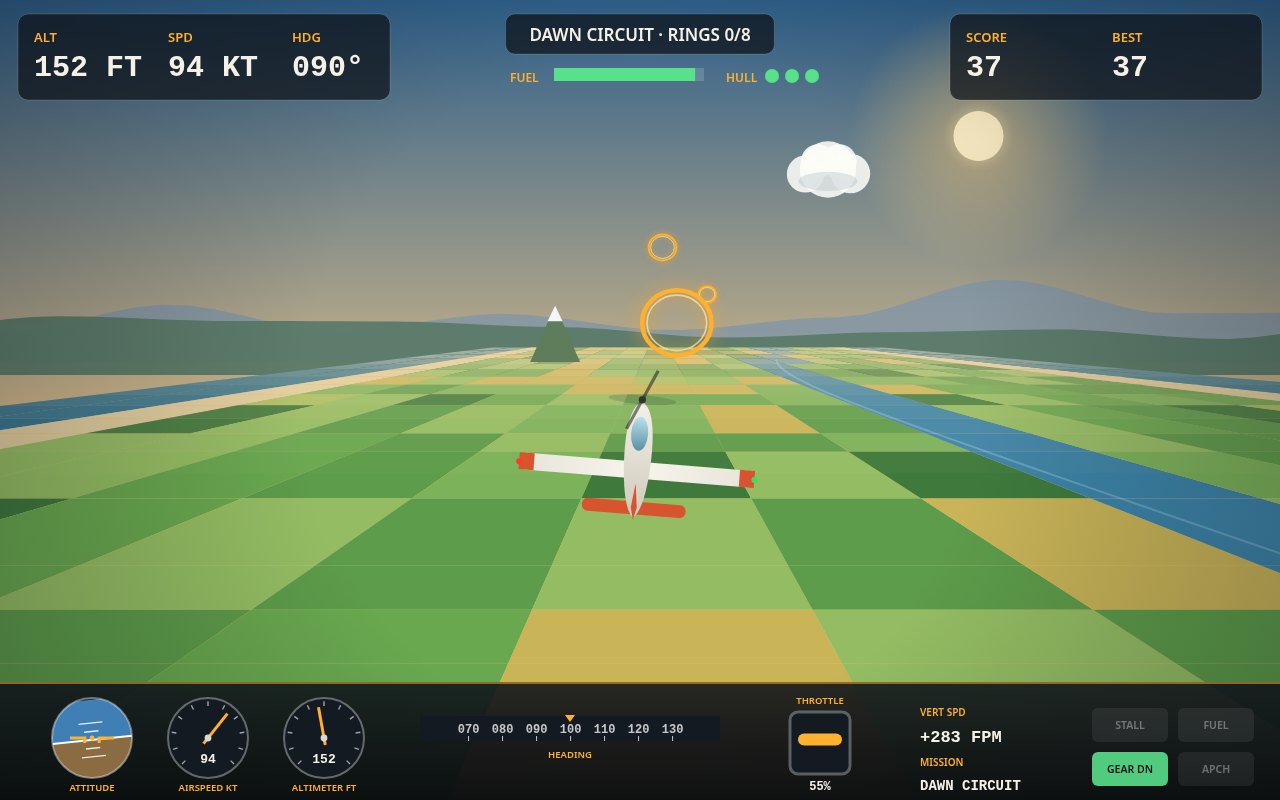 ALT SPD HDG
152 FT 94 KT 090°
DAWN CIRCUIT · RINGS 0/8
FUEL HULL
SCORE BEST
37 37
94
AIRSPEED KT
ATTITUDE
152
ALTIMETER FT
070 080 090 100 110 120 130
HEADING
THROTTLE
55%
VERT SPD
+283 FPM
MISSION
DAWN CIRCUIT
STALL FUEL
GEAR DN APCH